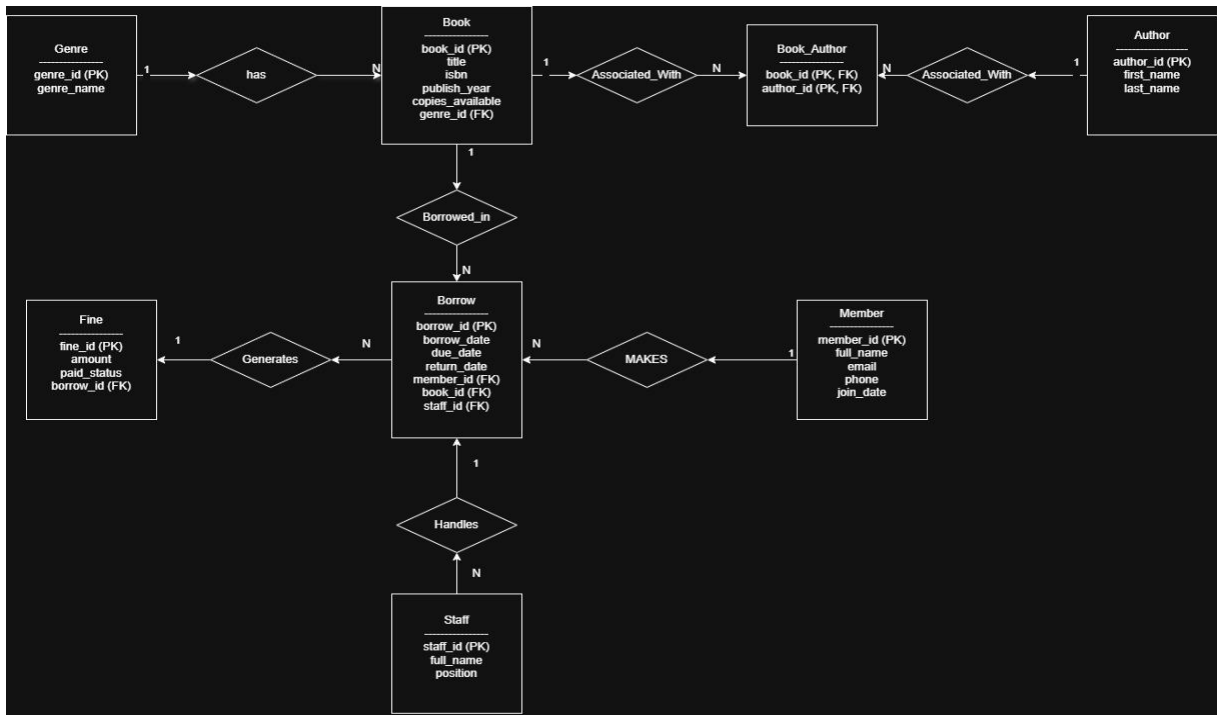 Genre
-----------------
genre_id (PK)
genre_name
1
has
N
Book
-----------------
book_id (PK)
title
isbn
publish_year
copies_available
genre_id (FK)
1
Associated_With
N
Book_Author
-----------------
book_id (PK, FK)
author_id (PK, FK)
N
Associated_With
1
Author
-------------------
author_id (PK)
first_name
last_name
1
Borrowed_in
N
Fine
-----------------
fine_id (PK)
amount
paid_status
borrow_id (FK)
1
Generates
N
Borrow
-----------------
borrow_id (PK)
borrow_date
due_date
return_date
member_id (FK)
book_id (FK)
staff_id (FK)
N
MAKES
1
Member
-----------------
member_id (PK)
full_name
email
phone
join_date
1
Handles
N
Staff
-----------------
staff_id (PK)
full_name
position